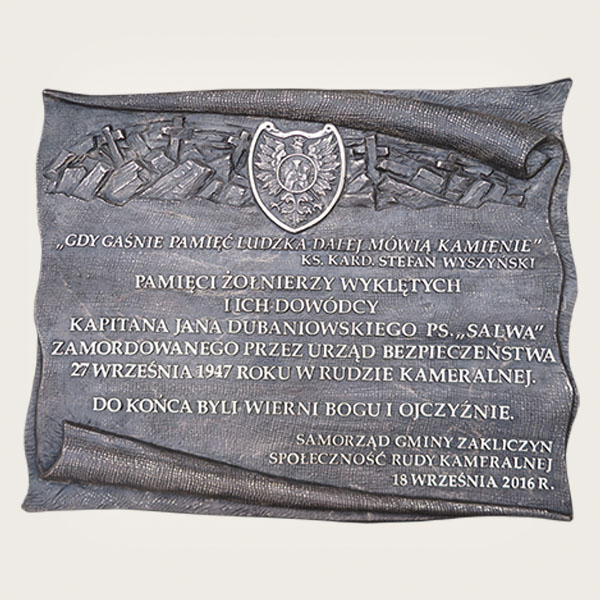 „GDY GAŚNIE PAMIĘĆ LUDZKA DALEJ MÓWIĄ KAMIENIE”
KS. KARD. STEFAN WYSZYŃSKI
PAMIĘCI ŻOŁNIERZY WYKLĘTYCH
I ICH DOWÓDCY
KAPITANA JANA DUBANIOWSKIEGO PS. „SALWA”
ZAMORDOWANEGO PRZEZ URZĄD BEZPIECZEŃSTWA
27 WRZEŚNIA 1947 ROKU W RUDZIE KAMERALNEJ.
DO KOŃCA BYLI WIERNI BOGU I OJCZYŹNIE.
SAMORZĄD GMINY ZAKLICZYN
SPOŁECZNOŚĆ RUDY KAMERALNEJ
18 WRZEŚNIA 2016 R.